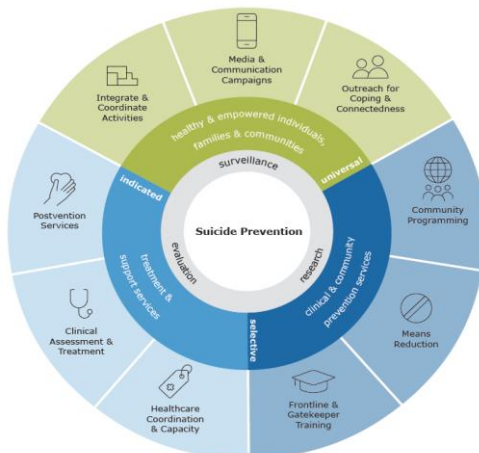 Media &
Communication
Campaigns
Outreach for
Coping &
Connectedness
Community
Programming
Means
Reduction
Frontline &
Gatekeeper
Training
Healthcare
Coordination
& Capacity
Clinical
Assessment &
Treatment
Postvention
Services
Integrate &
Coordinate
Activities
healthy & empowered individuals,
families & communities
universal
clinical & community
prevention services
selective
treatment &
support services
indicated
surveillance
research
evaluation
Suicide Prevention